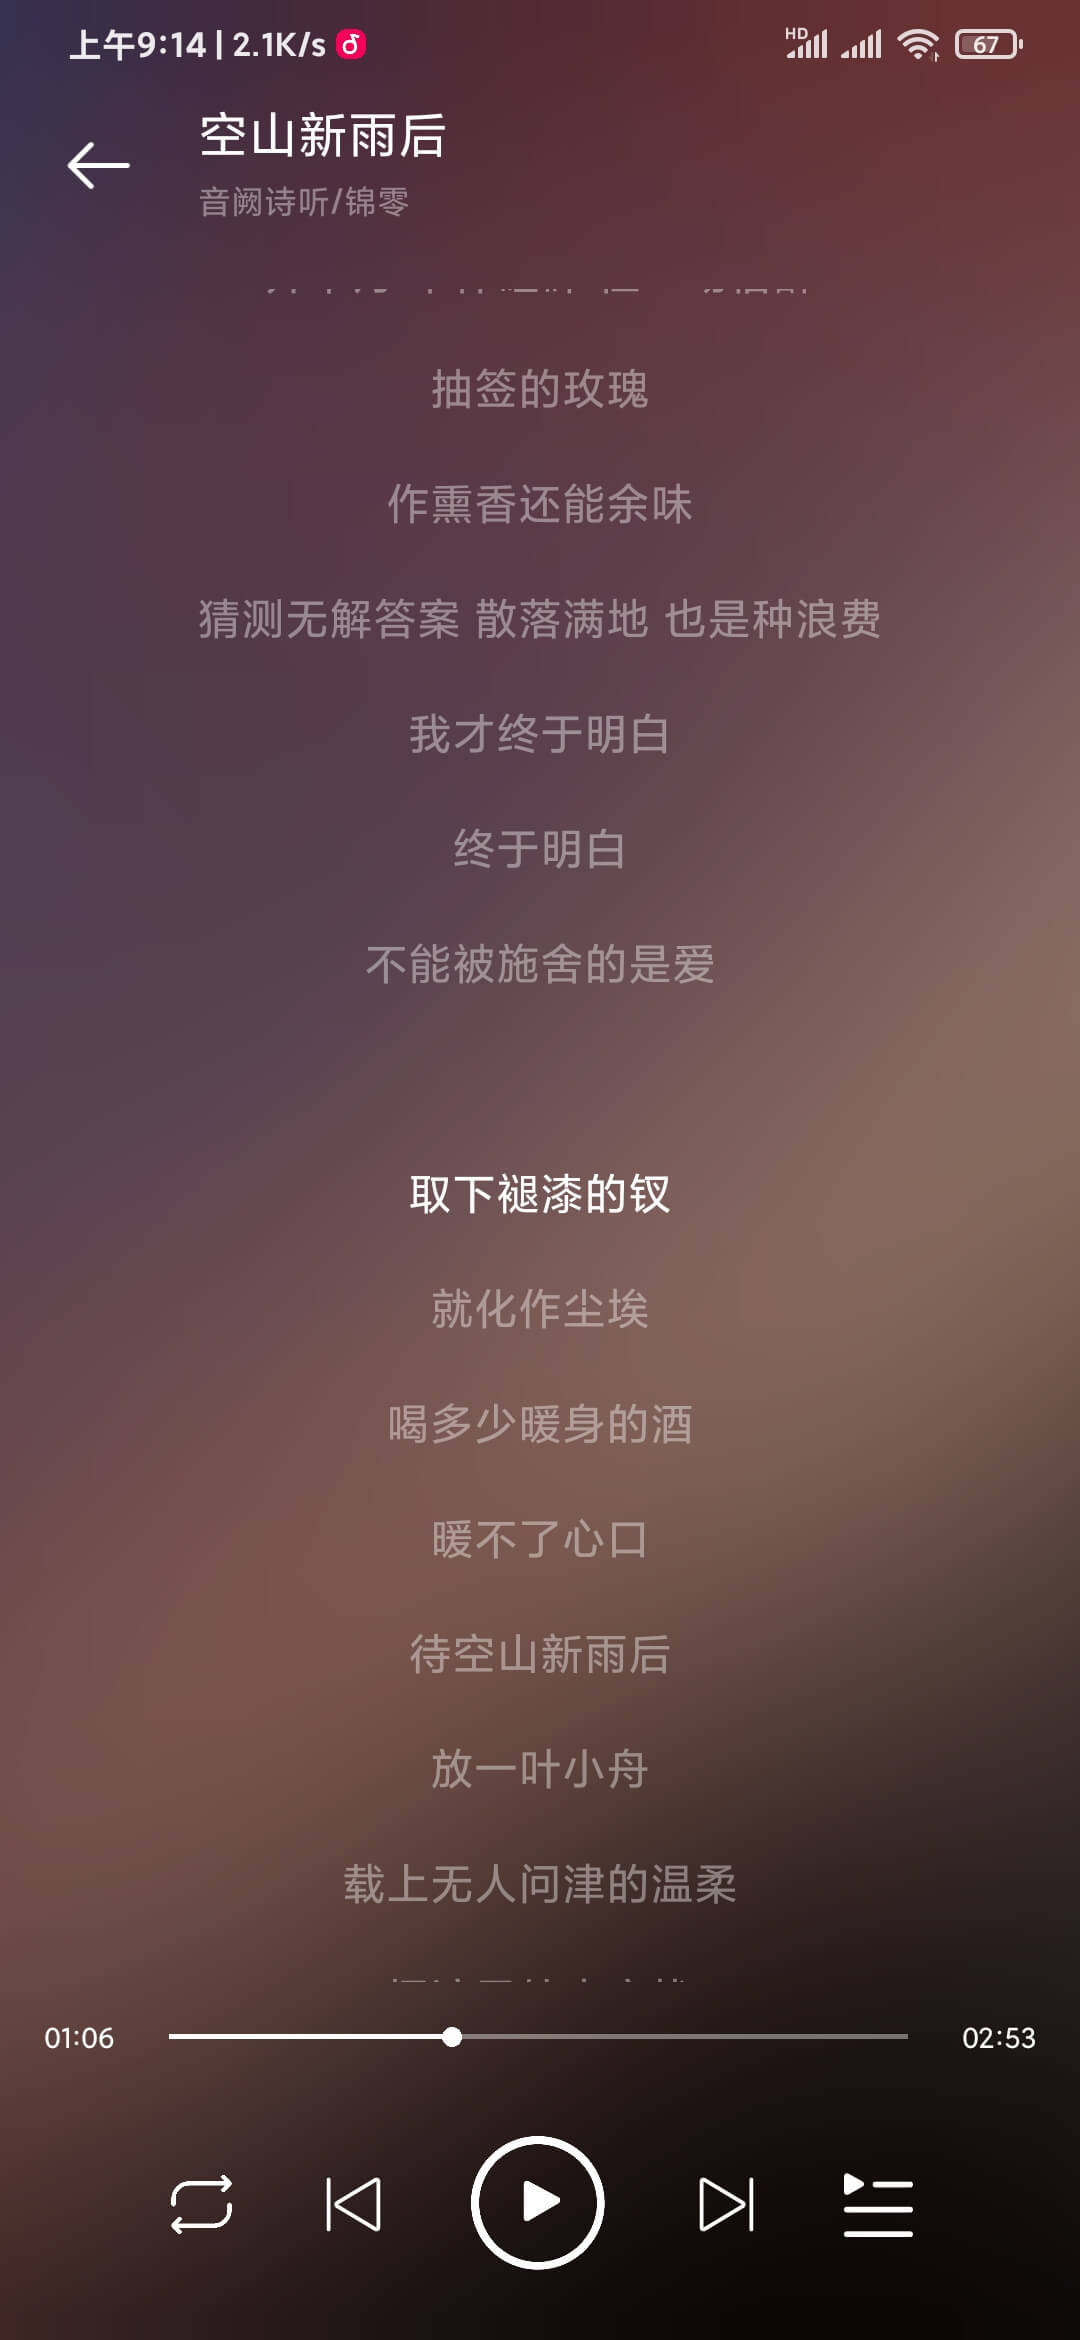 上午9:14 | 2.1K/s
HD
67
空山新雨后
音阙诗听/锦零
抽签的玫瑰
作熏香还能余味
猜测无解答案 散落满地 也是种浪费
我才终于明白
终于明白
不能被施舍的是爱
取下褪漆的钗
就化作尘埃
喝多少暖身的酒
暖不了心口
待空山新雨后
放一叶小舟
载上无人问津的温柔
01:06
02:53